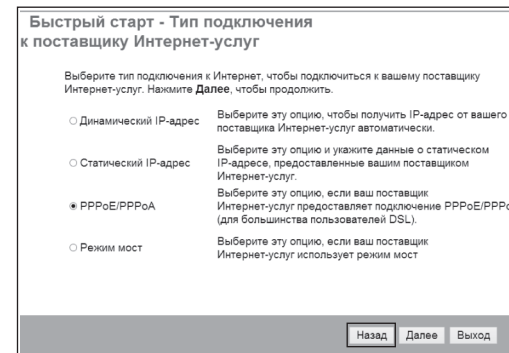 Быстрый старт - Тип подключения
к поставщику Интернет-услуг
Выберите тип подключения к Интернет, чтобы подключиться к вашему поставщику
Интернет-услуг. Нажмите Далее, чтобы продолжить.
Динамический IP-адрес
Выберите эту опцию, чтобы получить IP-адрес от вашего
поставщика Интернет-услуг автоматически.
Статический IP-адрес
Выберите эту опцию и укажите данные о статическом
IP-адресе, предоставленные вашим поставщиком
Интернет-услуг.
PPPoE/PPPoA
Выберите эту опцию, если ваш поставщик
Интернет-услуг предоставляет подключение PPPoE/PPPo
(для большинства пользователей DSL).
Режим мост
Выберите эту опцию, если ваш поставщик
Интернет-услуг использует режим мост
Назад Далее Выход